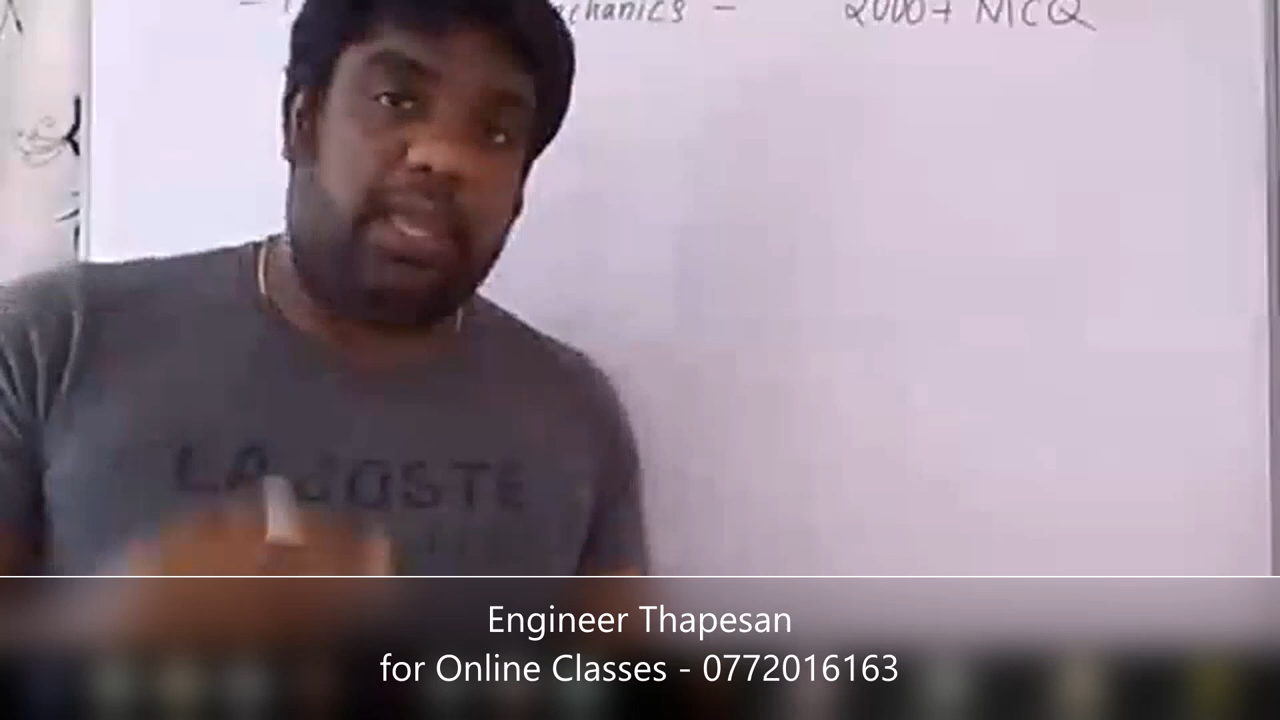 - chanics - 2000+ MCQ
LACOSTE
Engineer Thapesan
for Online Classes - 0772016163